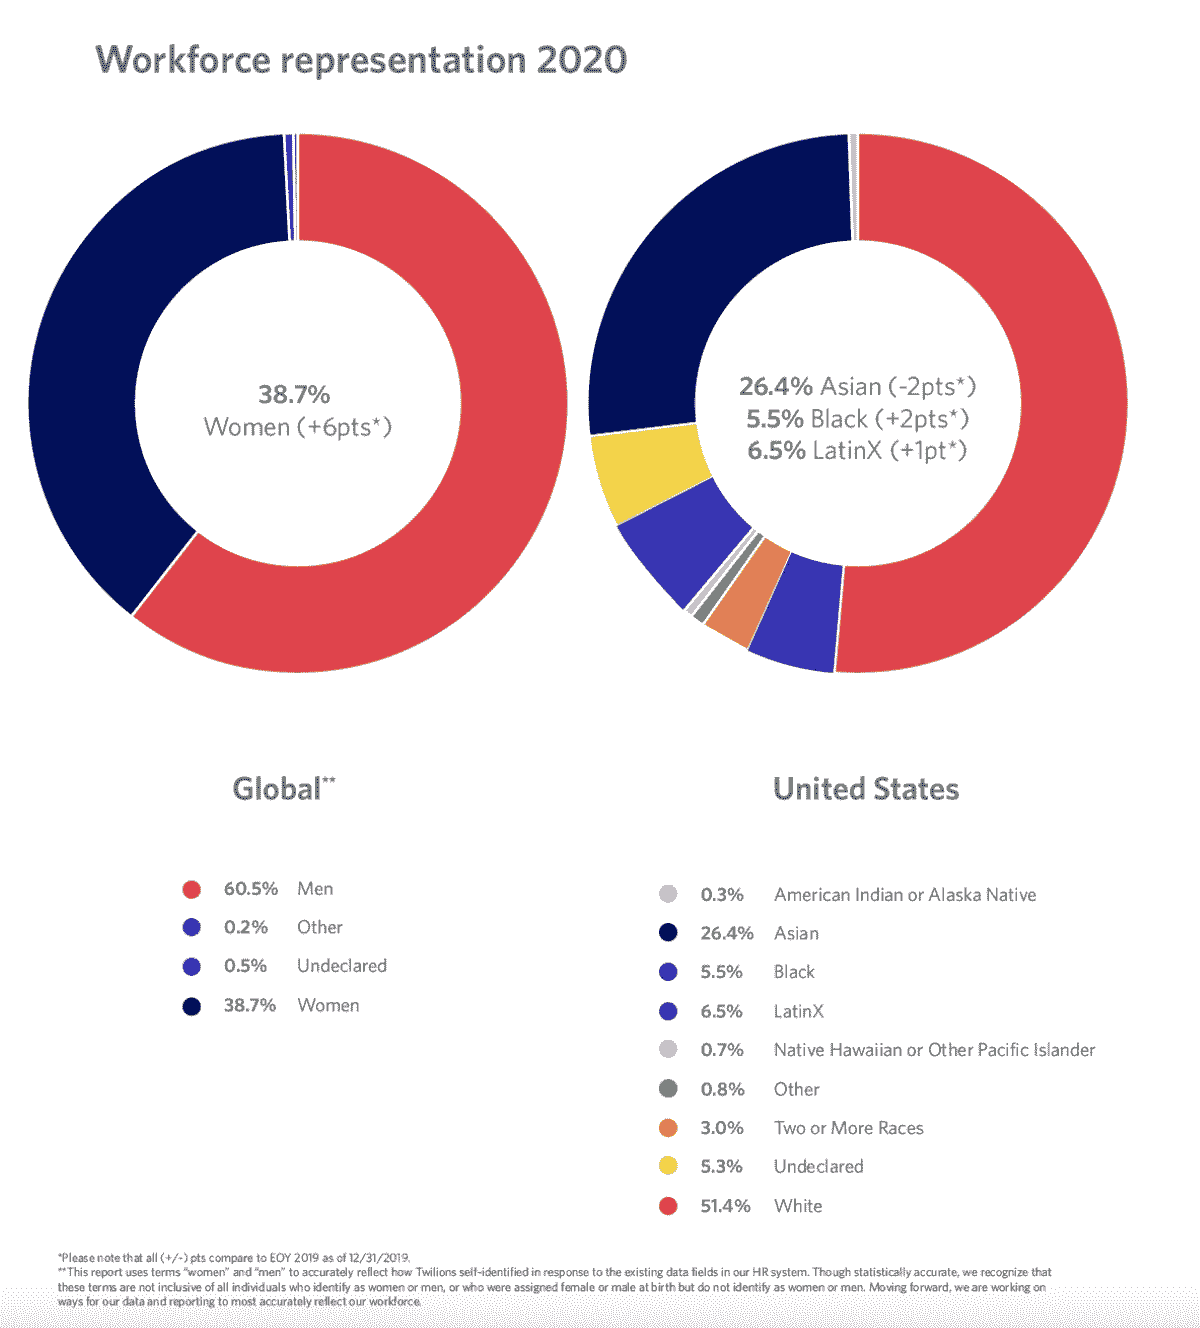 Workforce representation 2020
38.7%
Women (+6pts*)
26.4% Asian (-2pts*)
5.5% Black (+2pts*)
6.5% LatinX (+1pt*)
Global**
60.5% Men
0.2% Other
0.5% Undeclared
38.7% Women
United States
0.3% American Indian or Alaska Native
26.4% Asian
5.5% Black
6.5% LatinX
0.7% Native Hawaiian or Other Pacific Islander
0.8% Other
3.0% Two or More Races
5.3% Undeclared
51.4% White
*Please note that all (+/-) pts compare to EOY 2019 as of 12/31/2019.
**This report uses terms “women” and “men” to accurately reflect how Twilions self-identified in response to the existing data fields in our HR system. Though statistically accurate, we recognize that
these terms are not inclusive of all individuals who identify as women or men, or who were assigned female or male at birth but do not identify as women or men. Moving forward, we are working on
ways for our data and reporting to most accurately reflect our workforce.